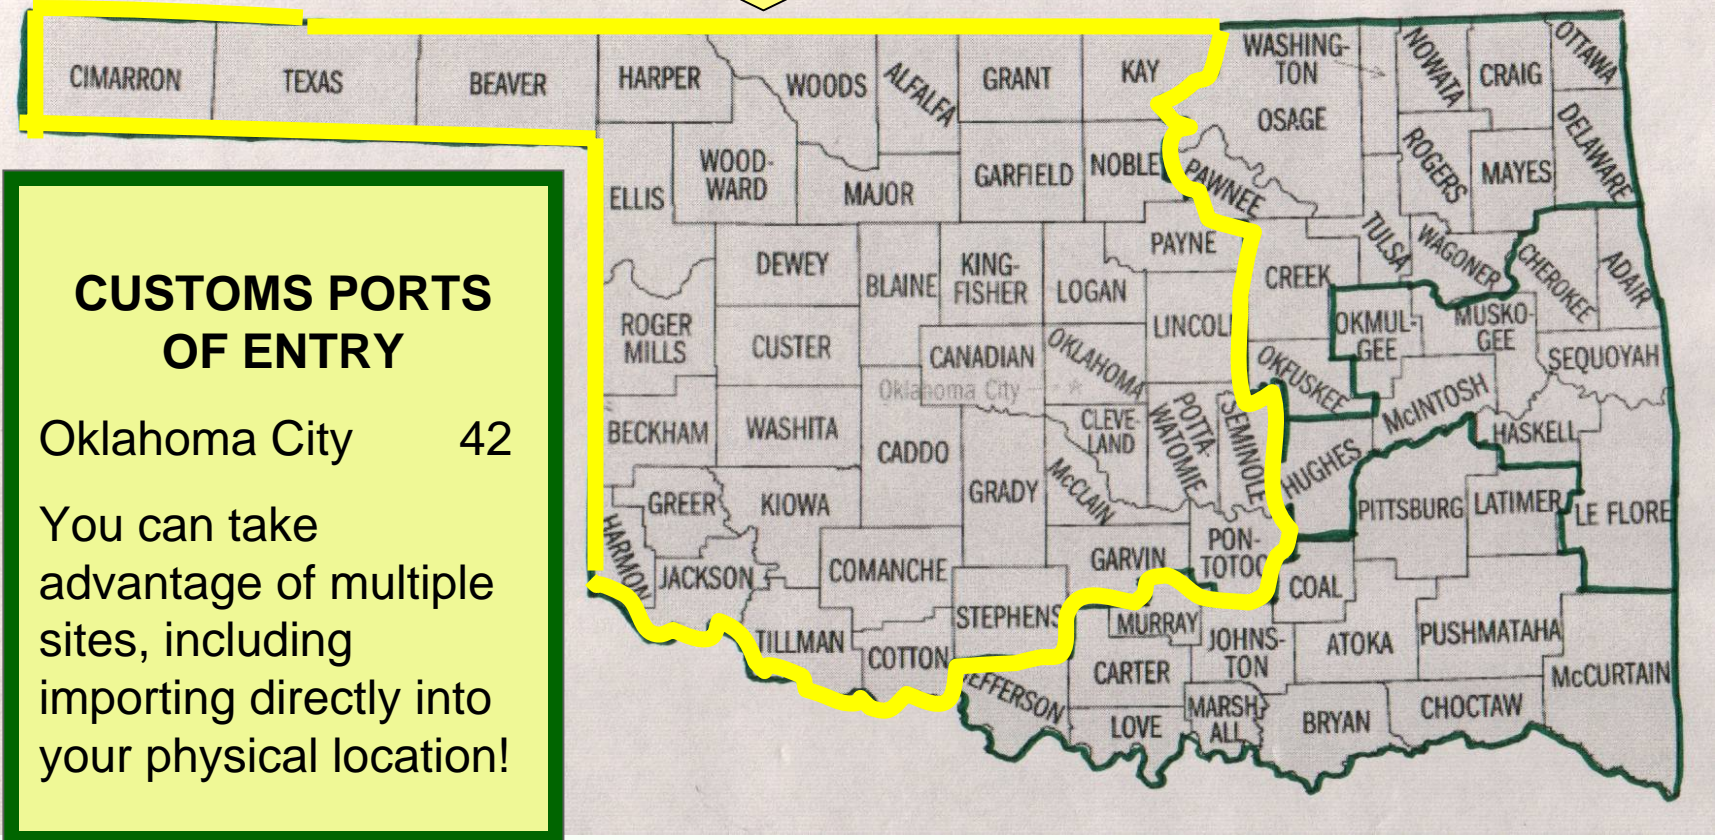 CIMARRON
TEXAS
BEAVER
HARPER
WOODS
ALFALFA
GRANT
KAY
WASHING-
TON
OSAGE
NOWATA
CRAIG
OTTAWA
ELLIS
WOOD-
WARD
MAJOR
GARFIELD
NOBLE
PAWNEE
ROGERS
MAYES
DELAWARE
DEWEY
BLAINE
KING-
FISHER
LOGAN
PAYNE
CREEK
TULSA
WAGONER
CHEROKEE
ADAIR
ROGER
MILLS
CUSTER
CANADIAN
OKLAHOMA
Oklahoma City
LINCOL
OKFUSKEE
OKMUL-
GEE
MUSKO-
GEE
SEQUOYAH
BECKHAM
WASHITA
CADDO
GRADY
CLEVE-
LAND
McCLAIN
POTTA-
WATOMIE
SEMINOLE
HUGHES
McINTOSH
HASKELL
GREER
KIOWA
HARMON
JACKSON
COMANCHE
GARVIN
PON-
TOTOC
PITTSBURG
LATIMER
LE FLORE
TILLMAN
COTTON
STEPHENS
MURRAY
JOHNS-
TON
COAL
ATOKA
PUSHMATAHA
McCURTAIN
JEFFERSON
CARTER
LOVE
MARSH-
ALL
BRYAN
CHOCTAW
CUSTOMS PORTS
OF ENTRY
Oklahoma City 42
You can take
advantage of multiple
sites, including
importing directly into
your physical location!